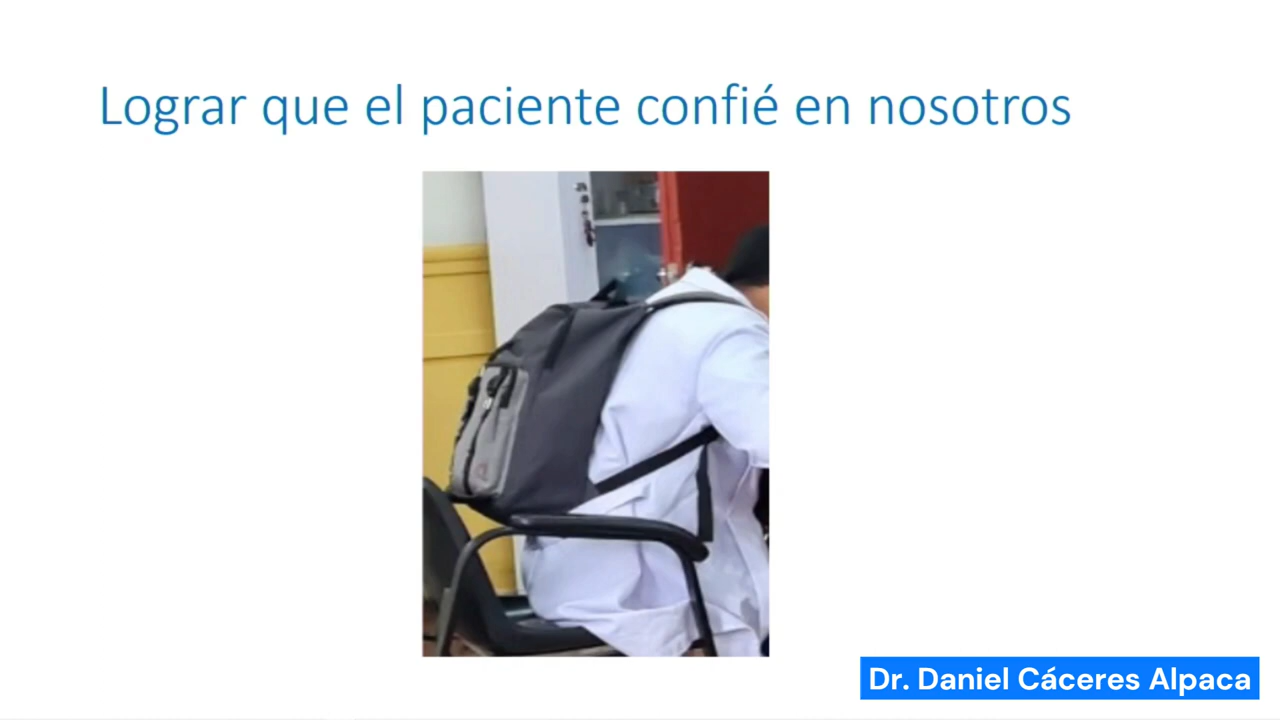 Lograr que el paciente confié en nosotros
Dr. Daniel Cáceres Alpaca